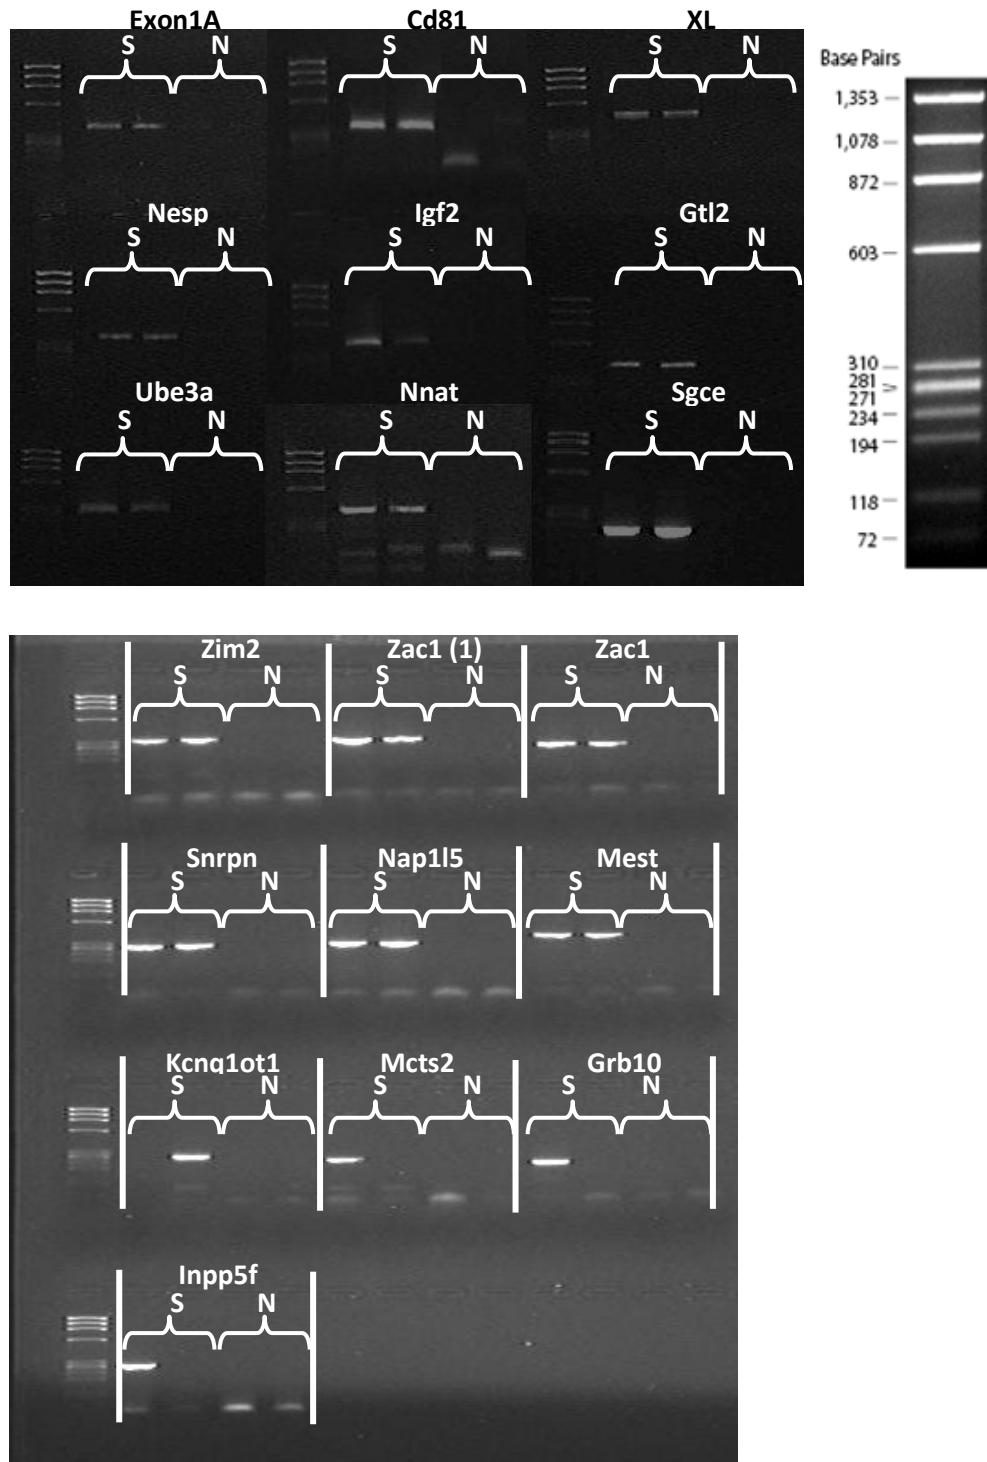 Exon1A Cd81 XL
S N S N S N
Base Pairs
1,353
1,078
872
603
310
281
271
234
194
118
72
Nesp Igf2 Gtl2
S N S N S N
Ube3a Nnat Sgce
S N S N S N
Zim2 Zac1 (1) Zac1
S N S N S N
Snrpn Nap1l5 Mest
S N S N S N
Kcnq1ot1 Mcts2 Grb10
S N S N S N
Inpp5f
S N